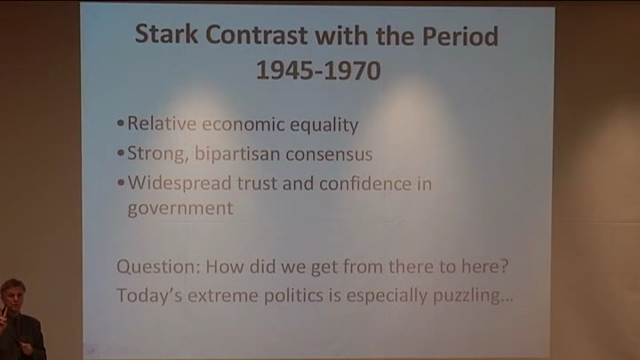 Stark Contrast with the Period
1945-1970
•Relative economic equality
•Strong, bipartisan consensus
•Widespread trust and confidence in
government
Question: How did we get from there to here?
Today's extreme politics is especially puzzling...